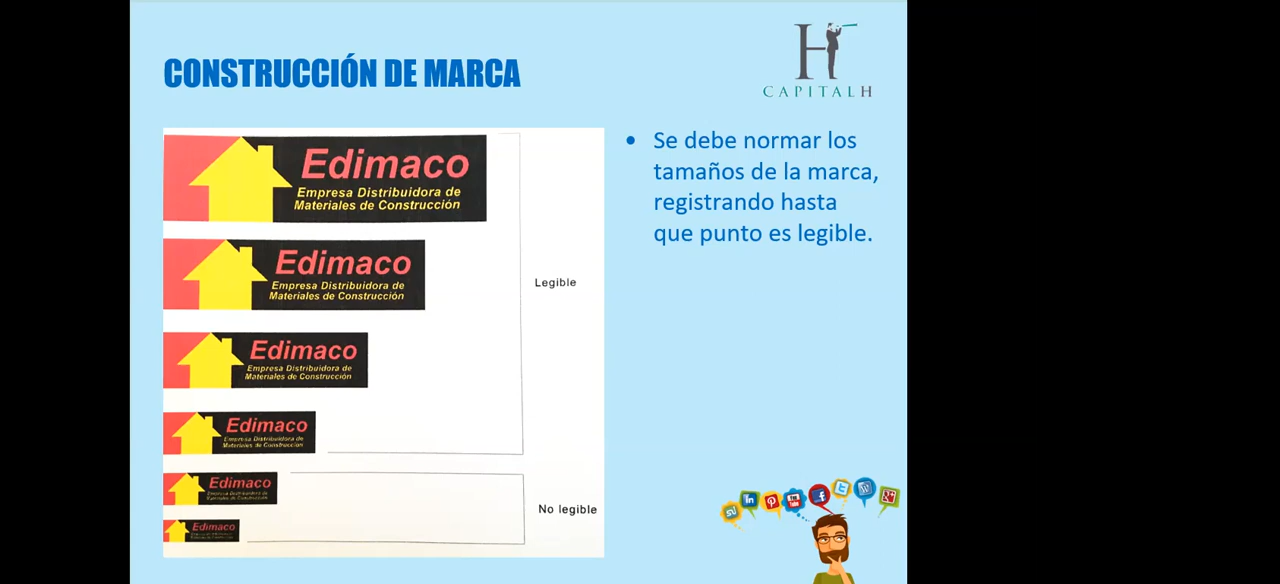 CONSTRUCCIÓN DE MARCA
H
CAPITALH
Edimaco
Empresa Distribuidora de
Materiales de Construcción
Edimaco
Empresa Distribuidora de
Materiales de Construcción
Edimaco
Empresa Distribuidora de
Materiales de Construcción
Edimaco
Empresa Distribuidora de
Materiales de Construcción
Edimaco
Edimaco
Legible
No legible
• Se debe normar los
tamaños de la marca,
registrando hasta
que punto es legible.